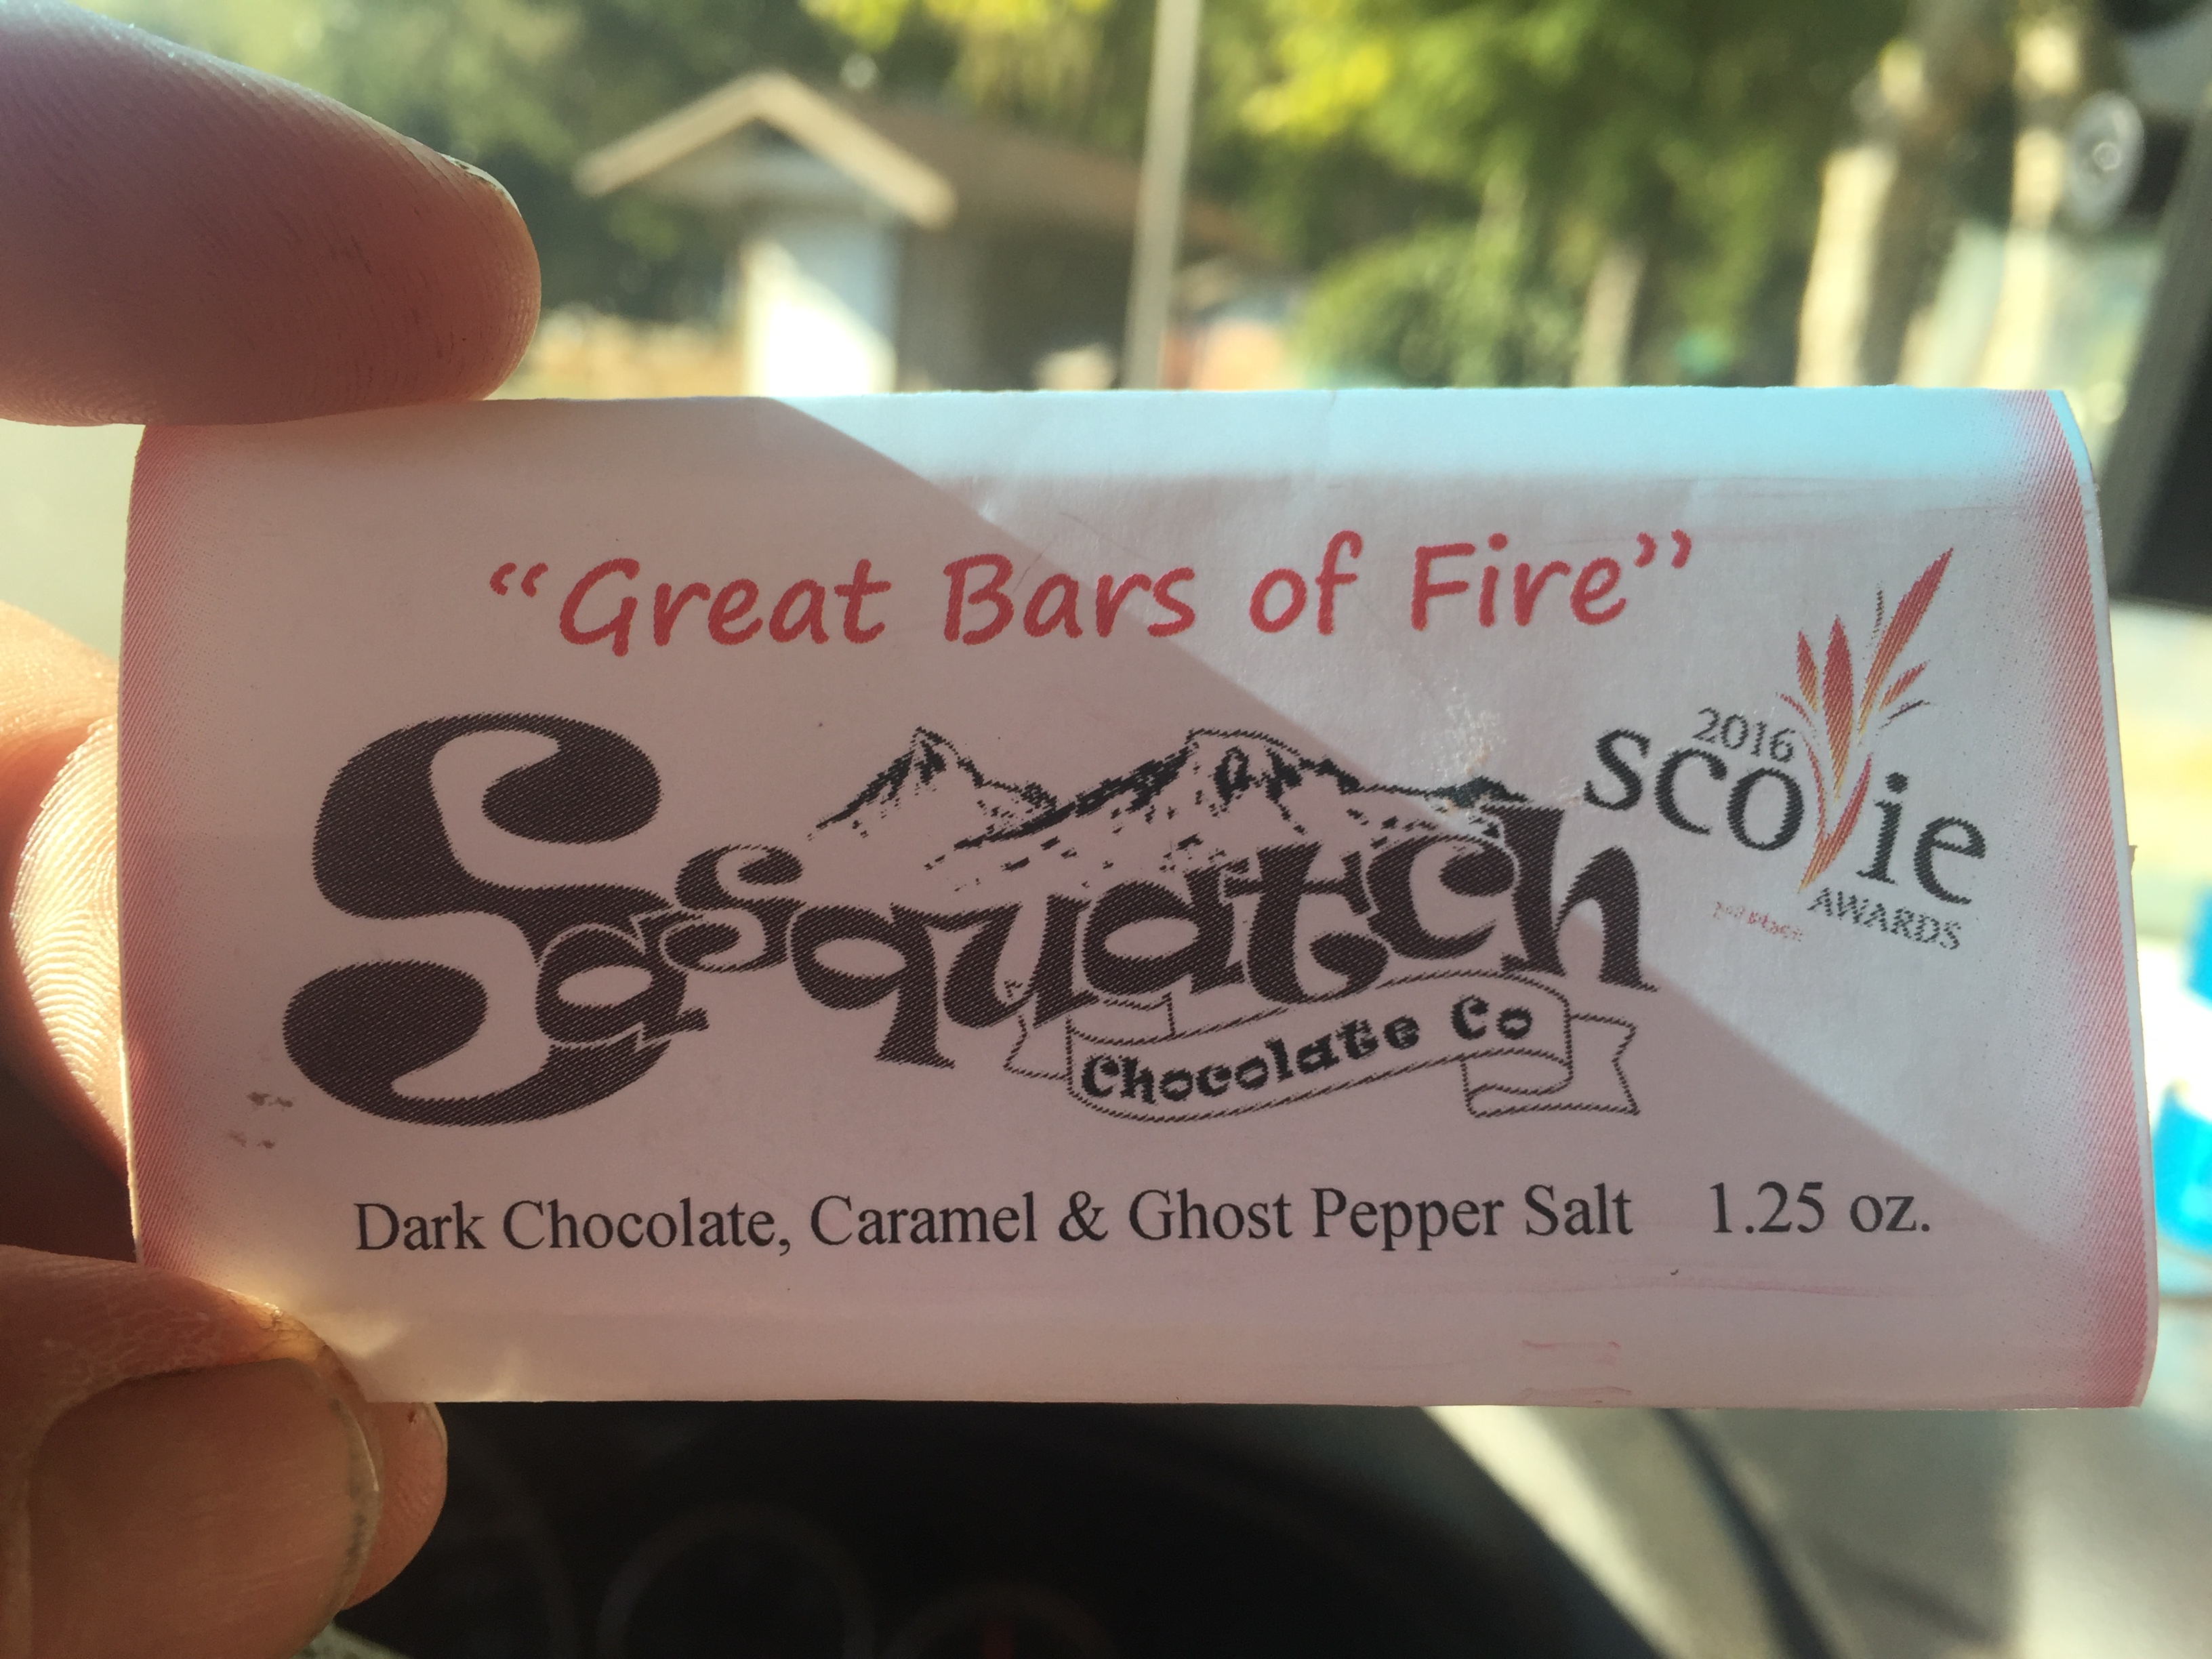 “Great Bars of Fire”
2016
scovie
AWARDS
Sasquatch
Chocolate Co
Dark Chocolate, Caramel & Ghost Pepper Salt 1.25 oz.